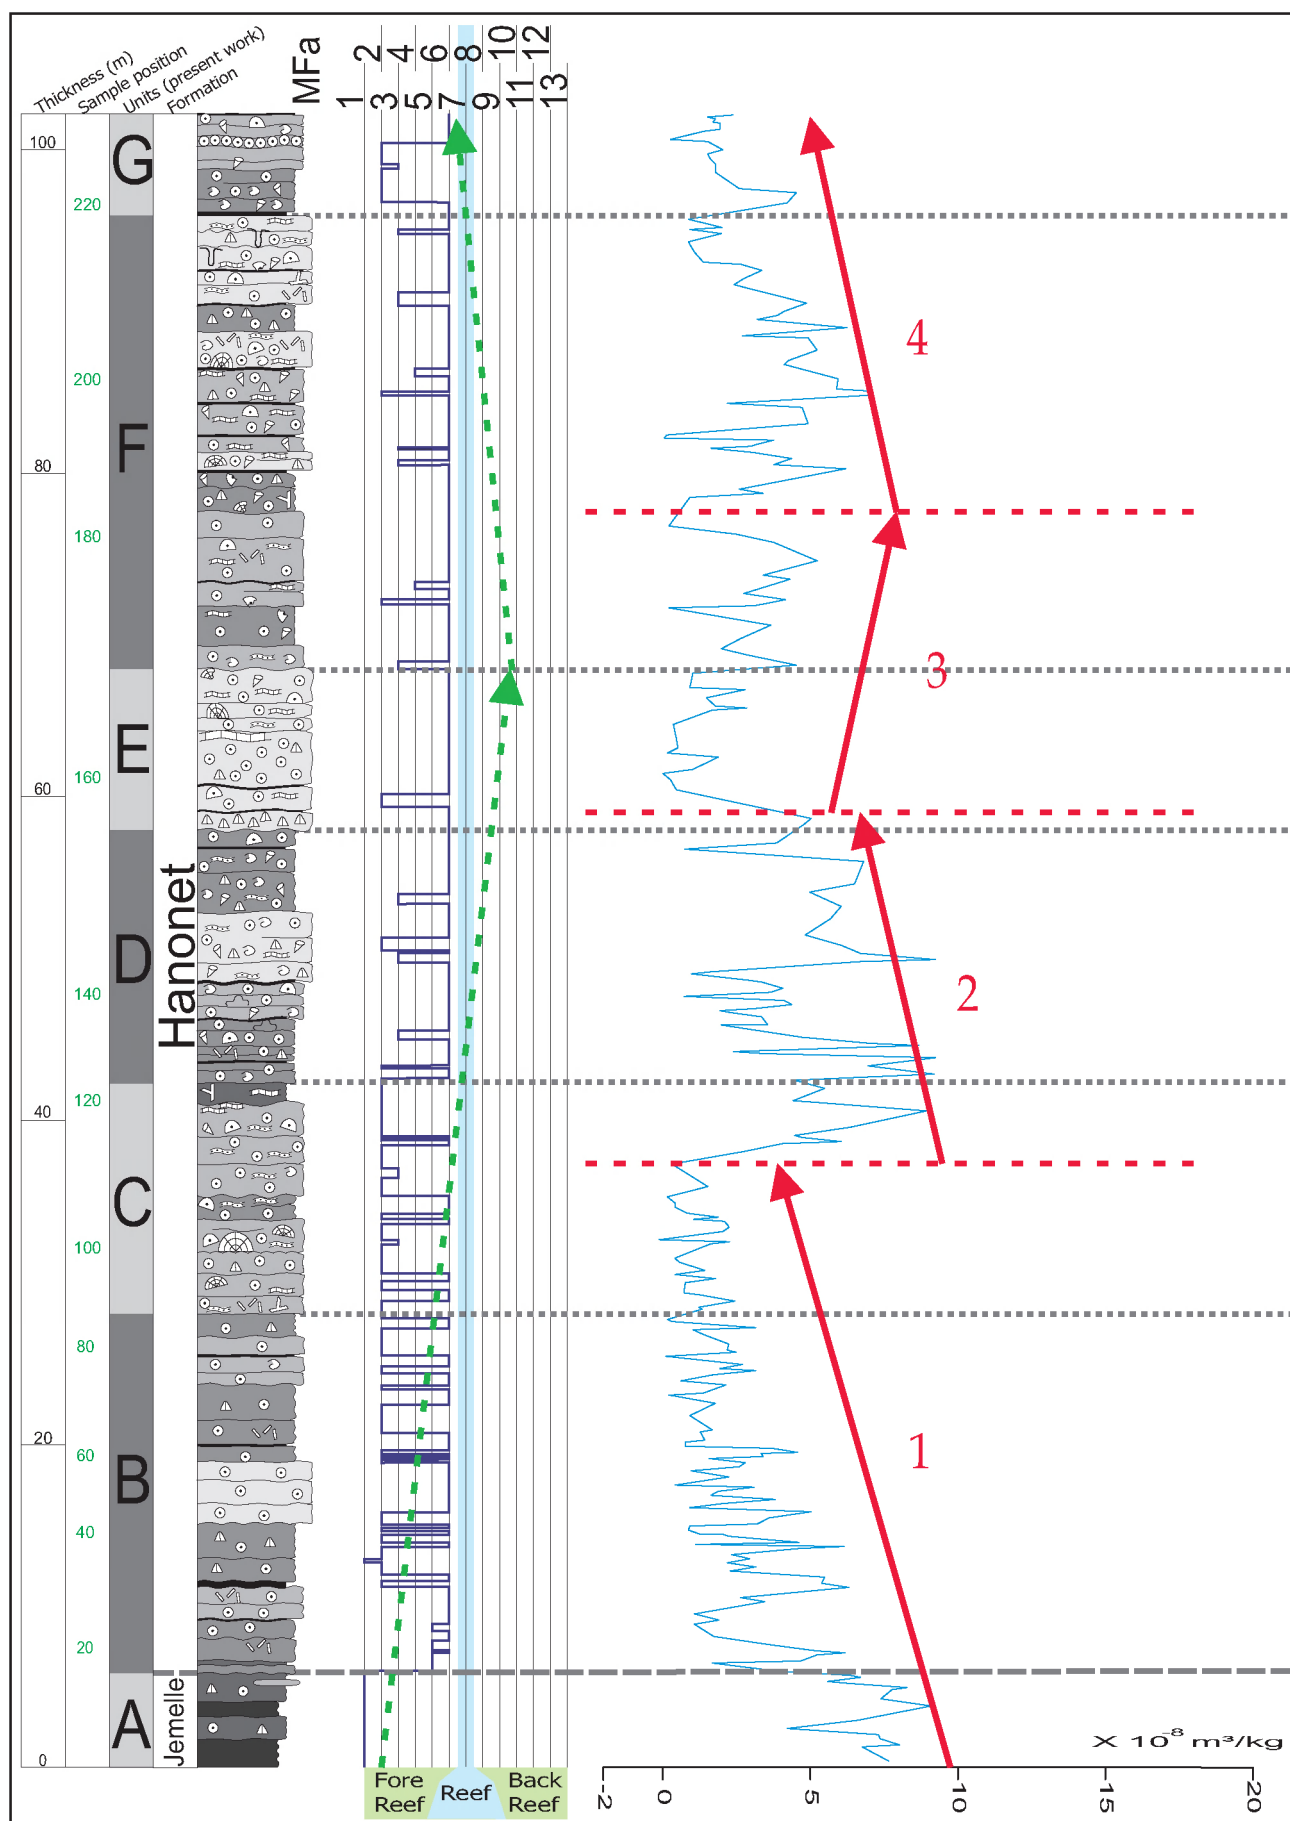 Thickness (m)
Sample position
Units (present work)
Formation
MFa
1 2 3 4 5 6 7 8 9 10 11 12 13
100
G
220
200
4
F
80
180
3
E
160
60
Hanonet
D
140
2
120
40
C
100
80
20
1
60
B
40
20
Jemelle
A
0
X 10-8 m³/kg
Fore
Reef
Reef
Back
Reef
-2 0 5 10 15 20